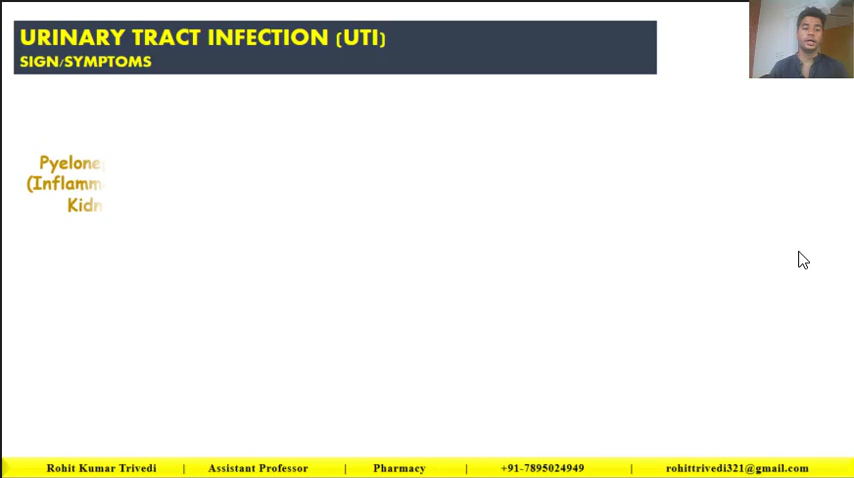 URINARY TRACT INFECTION (UTI)
SIGN/SYMPTOMS
Pyelone
(Inflamm
Kidn
Rohit Kumar Trivedi | Assistant Professor | Pharmacy | +91-7895024949 | rohittrivedi321@gmail.com